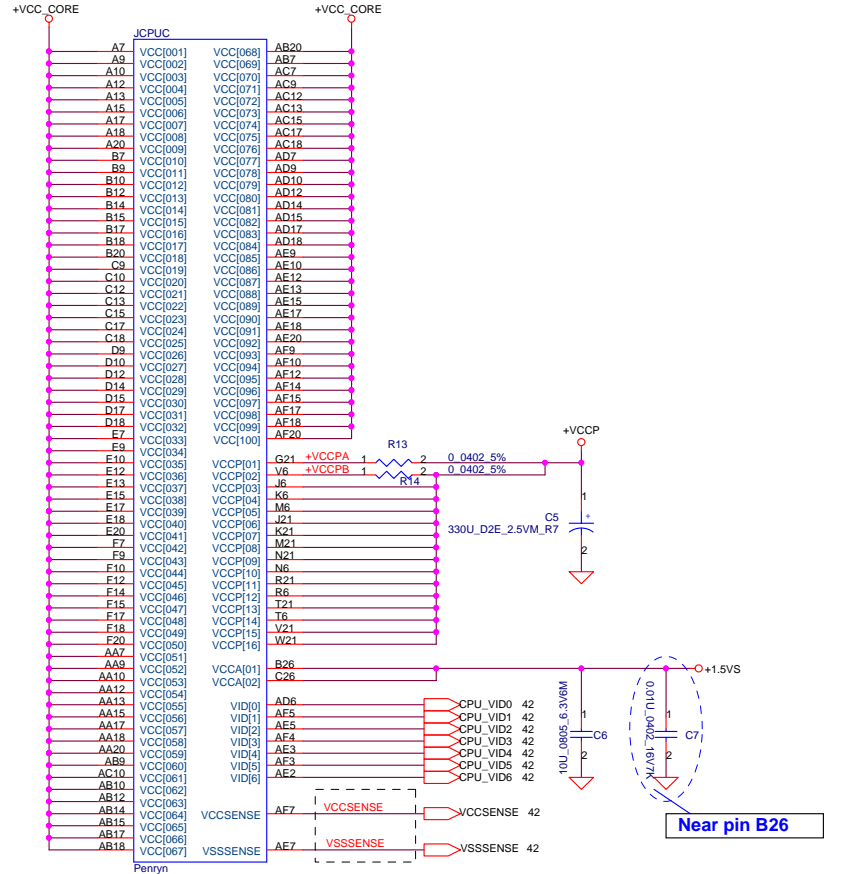 +VCC_CORE +VCC_CORE
JCPUC
A7 VCC[001] VCC[068] AB20
A9 VCC[002] VCC[069] AB7
A10 VCC[003] VCC[070] AC7
A12 VCC[004] VCC[071] AC9
A13 VCC[005] VCC[072] AC12
A15 VCC[006] VCC[073] AC13
A17 VCC[007] VCC[074] AC15
A18 VCC[008] VCC[075] AC17
A20 VCC[009] VCC[076] AC18
B7 VCC[010] VCC[077] AD7
B9 VCC[011] VCC[078] AD9
B10 VCC[012] VCC[079] AD10
B12 VCC[013] VCC[080] AD12
B14 VCC[014] VCC[081] AD14
B15 VCC[015] VCC[082] AD15
B17 VCC[016] VCC[083] AD17
B18 VCC[017] VCC[084] AD18
B20 VCC[018] VCC[085] AE9
C9 VCC[019] VCC[086] AE10
C10 VCC[020] VCC[087] AE12
C12 VCC[021] VCC[088] AE13
C13 VCC[022] VCC[089] AE15
C15 VCC[023] VCC[090] AE17
C17 VCC[024] VCC[091] AE18
C18 VCC[025] VCC[092] AE20
D9 VCC[026] VCC[093] AF9
D10 VCC[027] VCC[094] AF10
D12 VCC[028] VCC[095] AF12
D14 VCC[029] VCC[096] AF14
D15 VCC[030] VCC[097] AF15
D17 VCC[031] VCC[098] AF17
D18 VCC[032] VCC[099] AF18
E7 VCC[033] VCC[100] AF20
E9 VCC[034]
+VCCP
R13
E10 VCC[035] VCCP[01] G21 +VCCPA 1 2 0_0402_5%
E12 VCC[036] VCCP[02] V6 +VCCPB 1 2 0_0402_5%
R14
E13 VCC[037] VCCP[03] J6
E15 VCC[038] VCCP[04] K6
E17 VCC[039] VCCP[05] M6
E18 VCC[040] VCCP[06] J21
E20 VCC[041] VCCP[07] K21
F7 VCC[042] VCCP[08] M21
F9 VCC[043] VCCP[09] N21
F10 VCC[044] VCCP[10] N6
F12 VCC[045] VCCP[11] R21
F14 VCC[046] VCCP[12] R6
F15 VCC[047] VCCP[13] T21
F17 VCC[048] VCCP[14] T6
F18 VCC[049] VCCP[15] V21
F20 VCC[050] VCCP[16] W21
1
C5 +
330U_D2E_2.5VM_R7
2
AA7 VCC[051]
AA9 VCC[052] VCCA[01] B26 +1.5VS
AA10 VCC[053] VCCA[02] C26
AA12 VCC[054]
AA13 VCC[055] VID[0] AD6 CPU_VID0 42
AA15 VCC[056] VID[1] AF5 CPU_VID1 42
AA17 VCC[057] VID[2] AE5 CPU_VID2 42
AA18 VCC[058] VID[3] AF4 CPU_VID3 42
AA20 VCC[059] VID[4] AE3 CPU_VID4 42
AB9 VCC[060] VID[5] AF3 CPU_VID5 42
AC10 VCC[061] VID[6] AE2 CPU_VID6 42
10U_0805_6.3V6M
1
C6
2
0.01U_0402_16V7K
1
C7
2
AB10 VCC[062]
AB12 VCC[063]
AB14 VCC[064] VCCSENSE AF7 VCCSENSE VCCSENSE 42
AB15 VCC[065]
AB17 VCC[066]
AB18 VCC[067] VSSSENSE AE7 VSSSENSE VSSSENSE 42
Near pin B26
Penryn